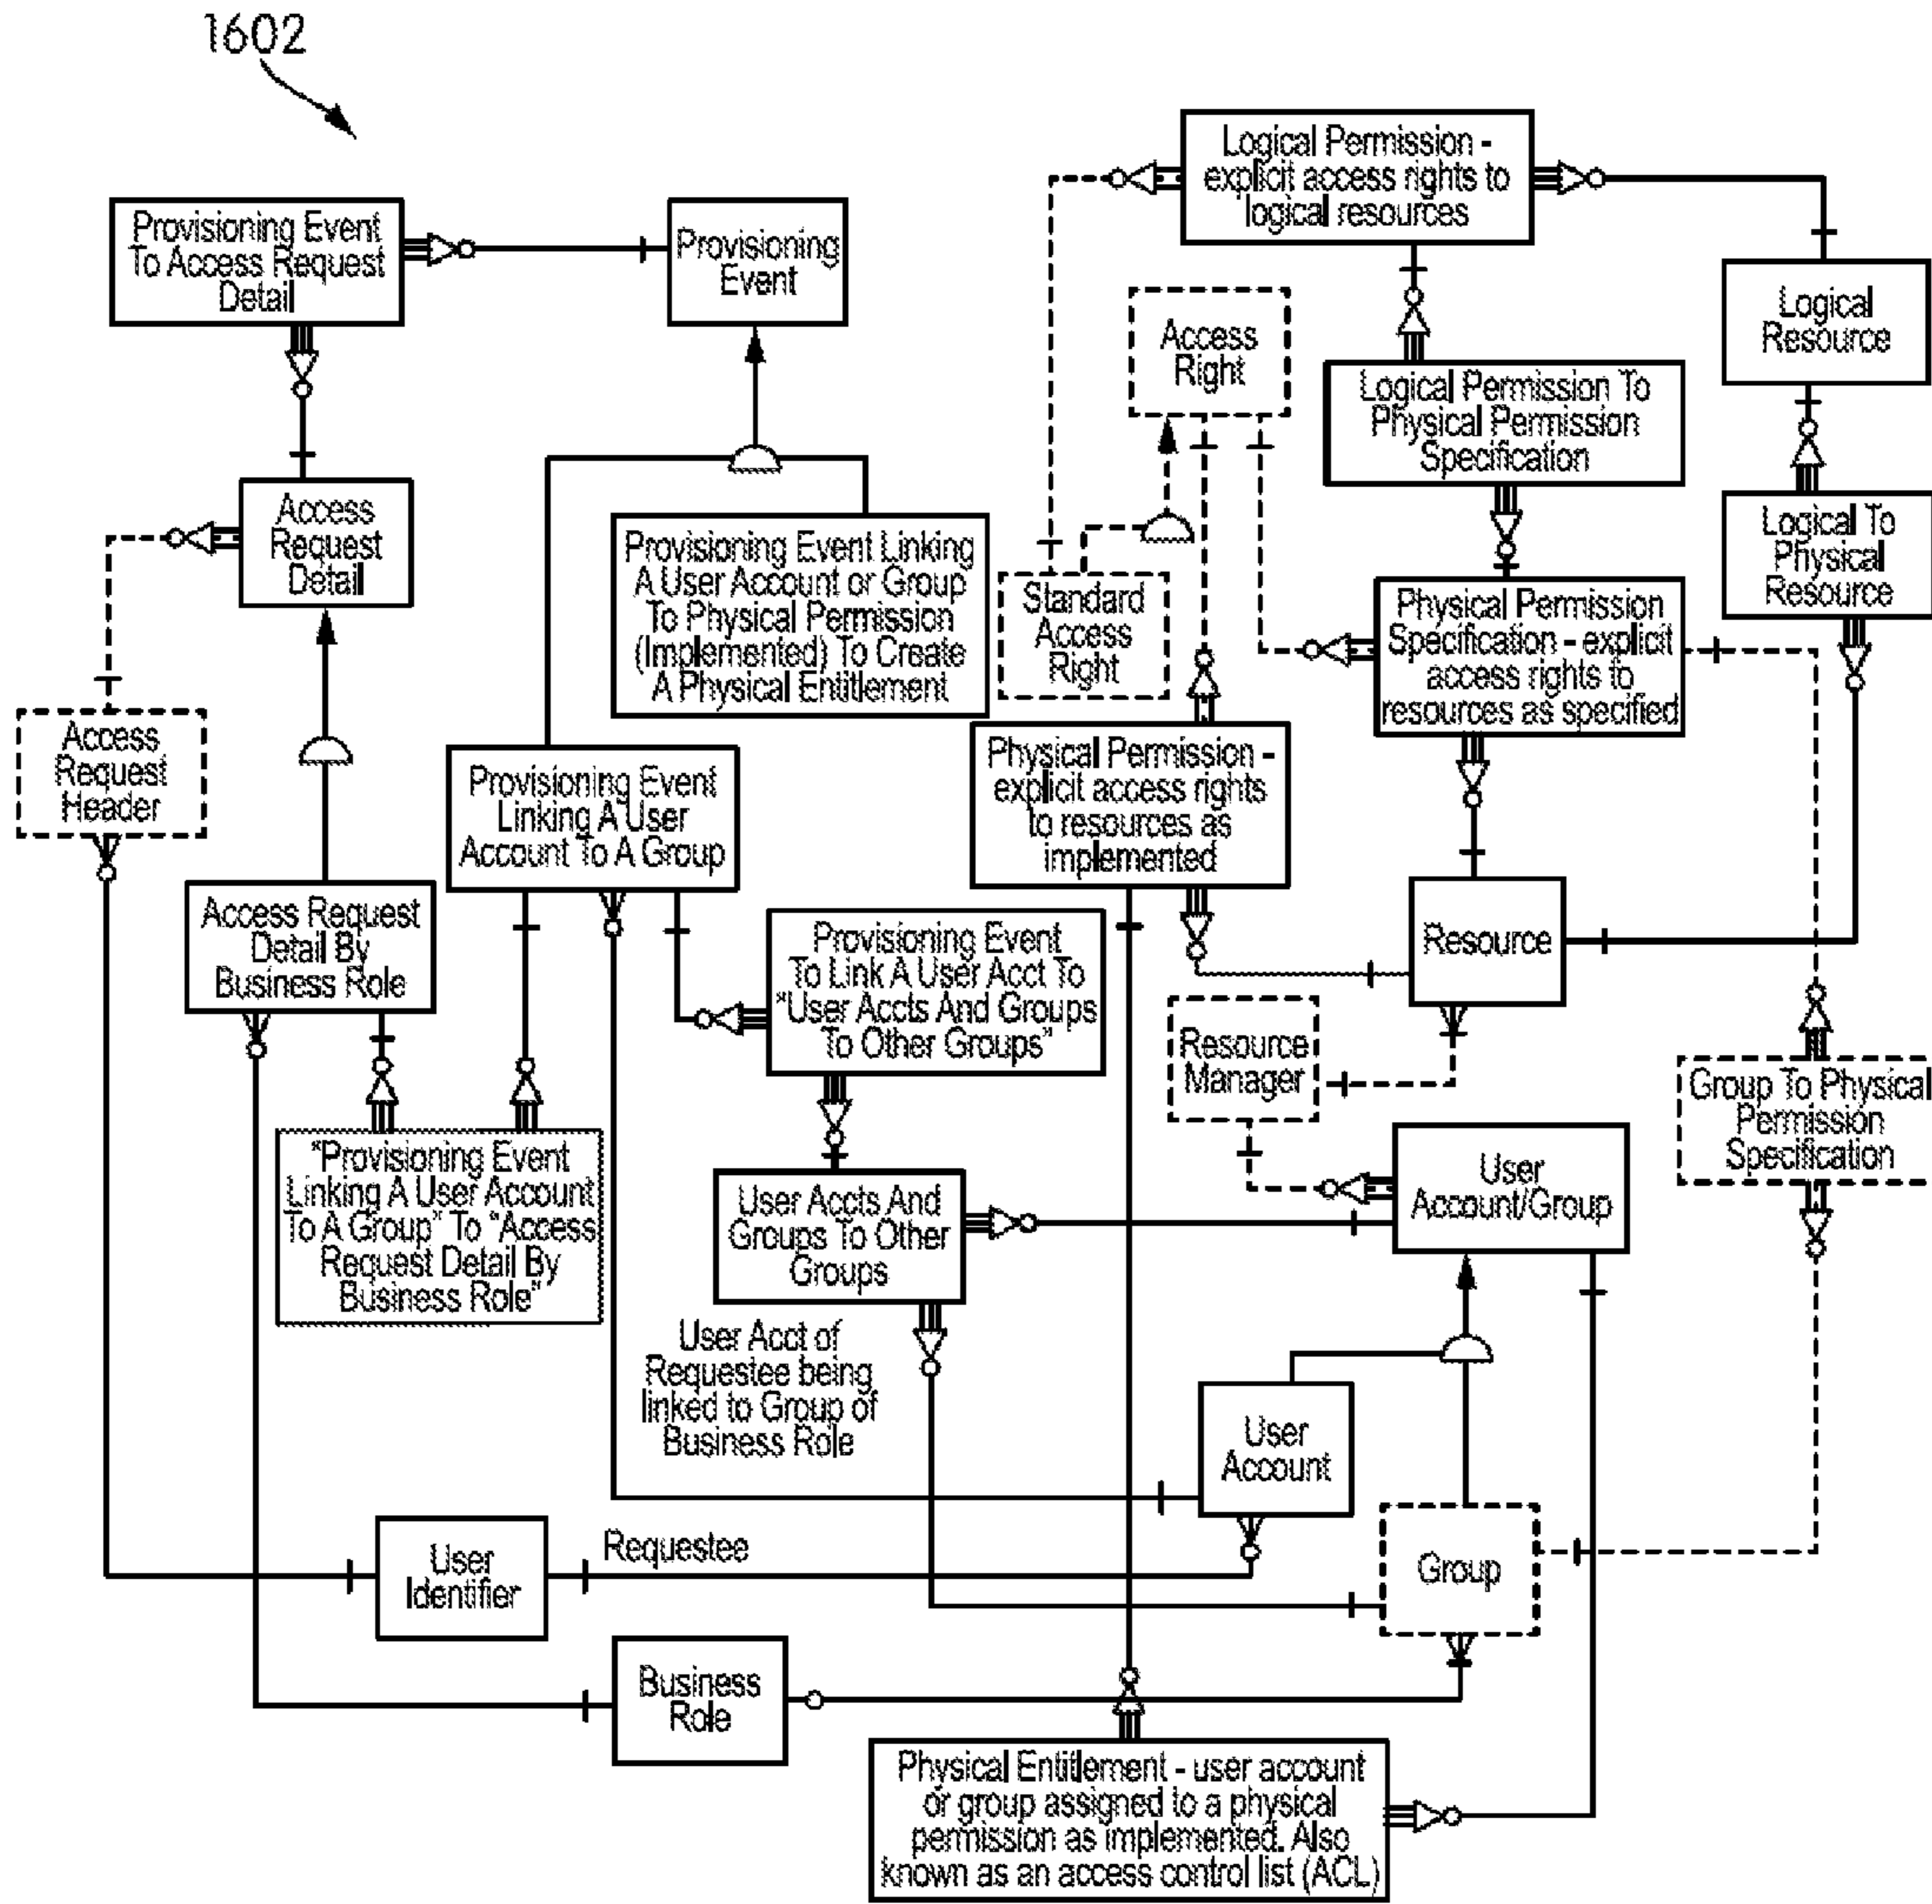 1602
Provisioning Event
To Access Request
Detail
Provisioning
Event
Logical Permission -
explicit access rights to
logical resources
Logical
Resource
Access
Right
Logical Permission To
Physical Permission
Specification
Logical To
Physical
Resource
Access
Request
Detail
Provisioning Event Linking
A User Account or Group
To Physical Permission
(Implemented) To Create
A Physical Entitlement
Standard
Access
Right
Physical Permission
Specification - explicit
access rights to
resources as specified
Access
Request
Header
Provisioning Event
Linking A User
Account To A Group
Physical Permission -
explicit access rights
to resources as
implemented
Access Request
Detail By
Business Role
Provisioning Event
To Link A User Acct To
"User Accts And Groups
To Other Groups"
Resource
Resource
Manager
Group To Physical
Permission
Specification
"Provisioning Event
Linking A User Account
To A Group" To "Access
Request Detail By
Business Role"
User Accts And
Groups To Other
Groups
User
Account/Group
User Acct of
Requestee being
linked to Group of
Business Role
User
Account
User
Identifier
Requestee
Group
Business
Role
Physical Entitlement - user account
or group assigned to a physical
permission as implemented. Also
known as an access control list (ACL)